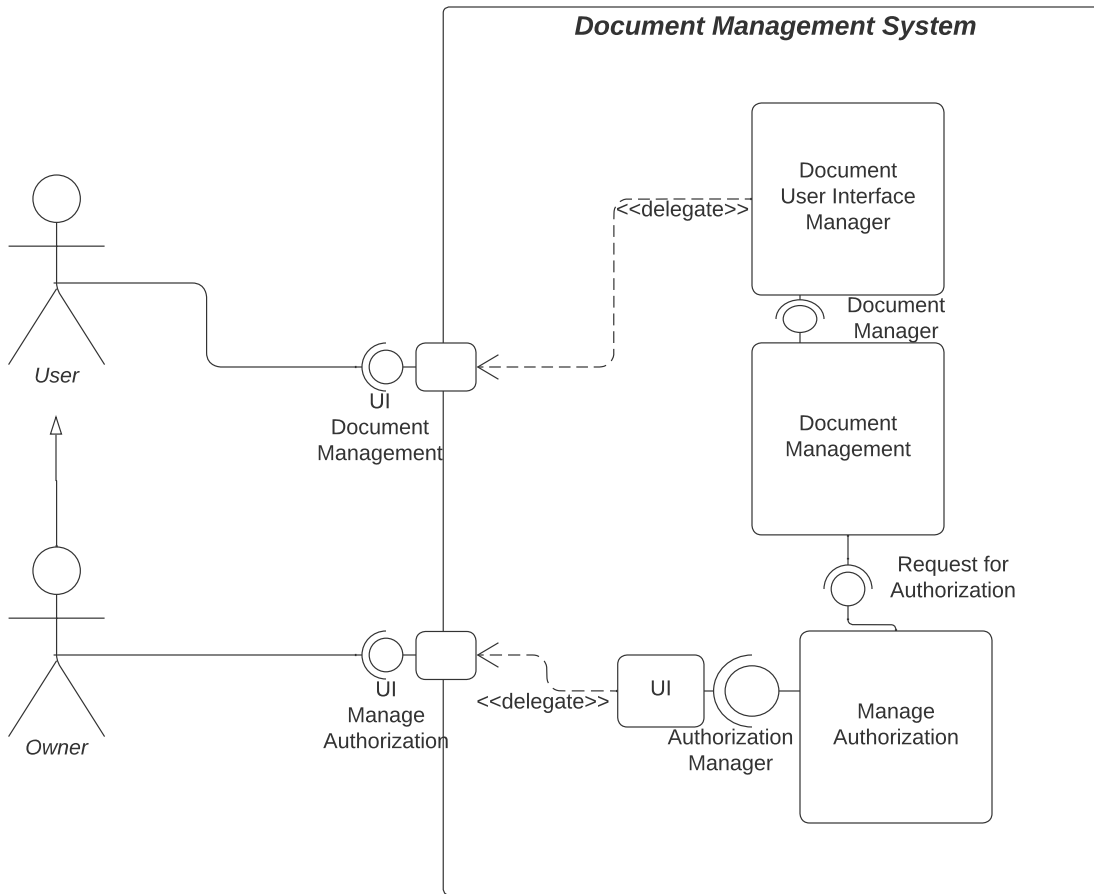 Document Management System
Document
User Interface
Manager
<<delegate>>
Document
Manager
User
UI
Document
Management
Document
Management
Request for
Authorization
Owner
UI
Manage
Authorization
<<delegate>>
UI
Authorization
Manager
Manage
Authorization